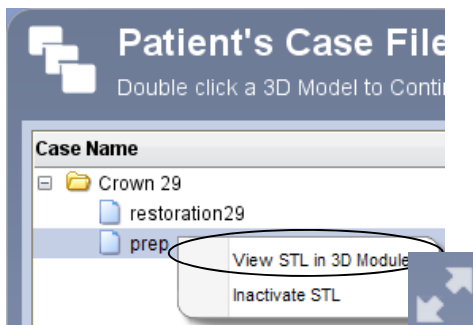 Patient's Case File
Double click a 3D Model to Conti
Case Name
Crown 29
restoration29
prep
View STL in 3D Module
Inactivate STL